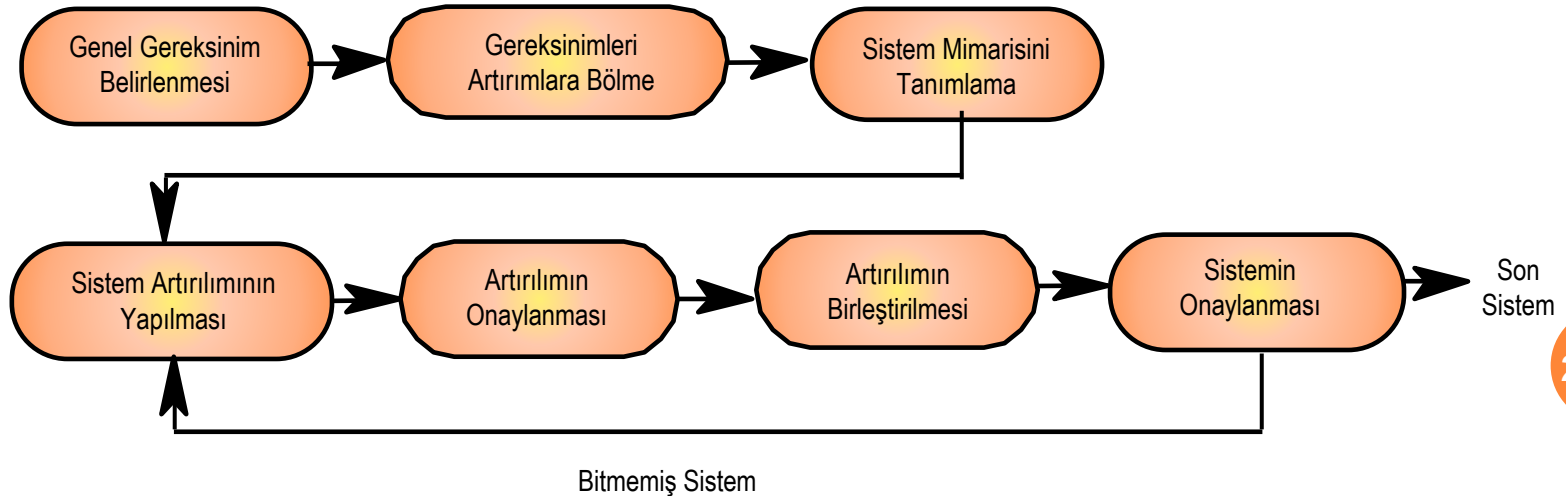 Genel Gereksinim
Belirlenmesi
Gereksinimleri
Artırımlara Bölme
Sistem Mimarisini
Tanımlama
Sistem Artırılımının
Yapılması
Artırılımın
Onaylanması
Artırılımın
Birleştirilmesi
Sistemin
Onaylanması
Son
Sistem
Bitmemiş Sistem